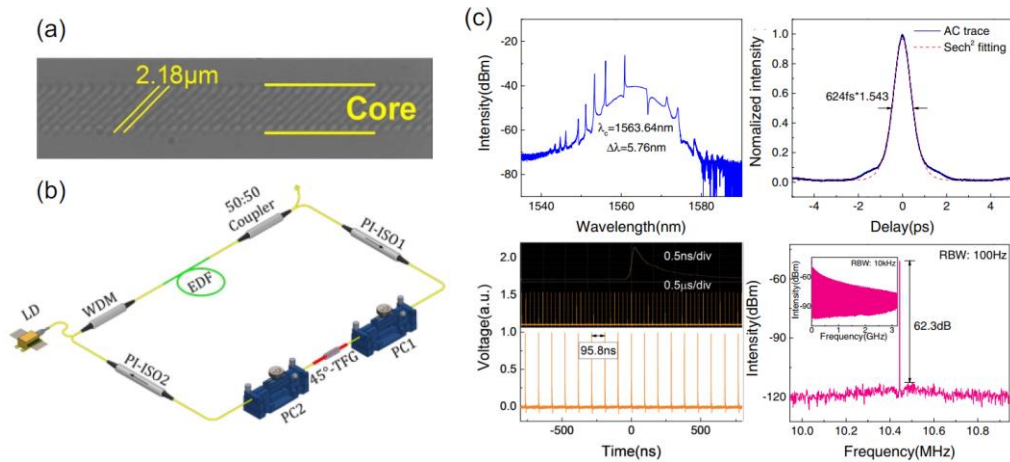 (a)
2.18μm
Core
(b)
50:50
Coupler
PI-ISO1
WDM
EDF
LD
PI-ISO2
45°-TFG
PC1
PC2
(c)
Intensity(dBm)
-20
-40
-60
-80
λc=1563.64nm
Δλ=5.76nm
1540
1560
1580
Wavelength(nm)
Nomalized intensity
1.0
0.8
0.6
0.4
0.2
0.0
AC trace
Sech² fitting
624fs*1.543
-4
-2
0
2
4
Delay(ps)
Voltage(a.u.)
2.0
1.5
1.0
0.5
0.0
0.5ns/div
0.5μs/div
95.8ns
-500
0
500
Time(ns)
Intensity(dBm)
-60
-90
-120
RBW: 100Hz
RBW: 10kHz
Intensity(dBm)
-60
-90
0
1
2
3
Frequency(GHz)
62.3dB
10.0
10.2
10.4
10.6
10.8
Frequency(MHz)